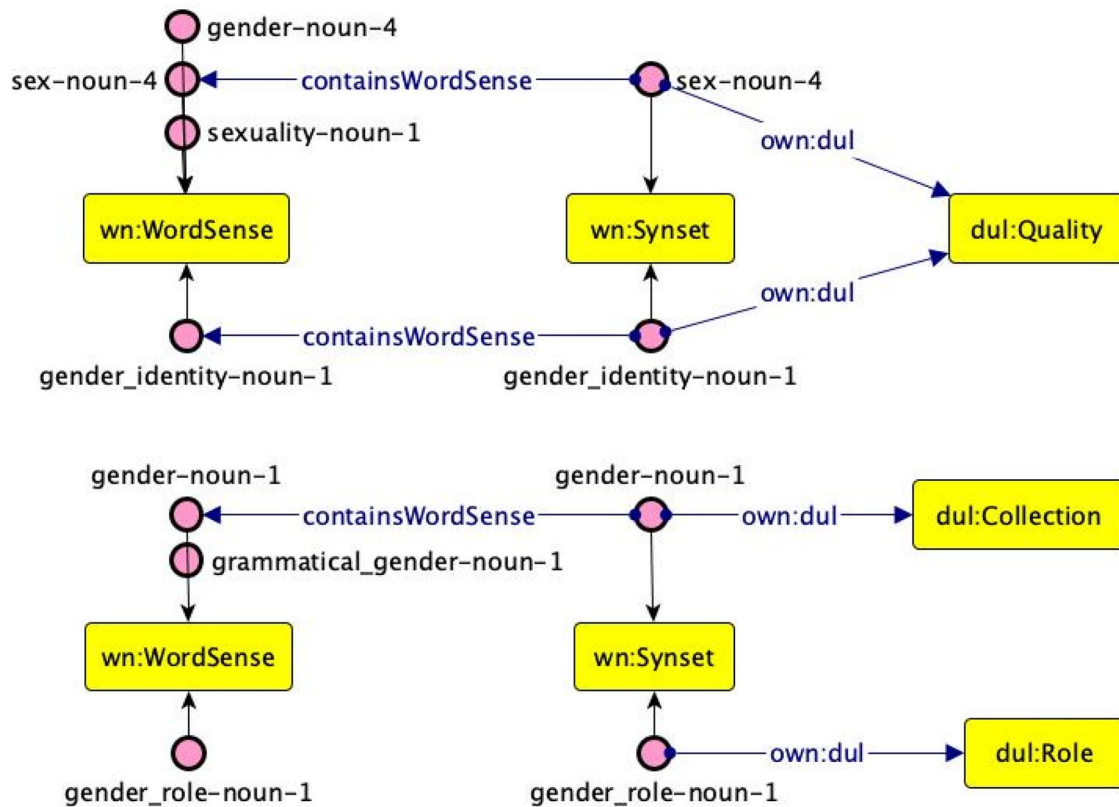 gender-noun-4
sex-noun-4 containsWordSense sex-noun-4
sexuality-noun-1
own:dul
wn:WordSense wn:Synset dul:Quality
own:dul
containsWordSense
gender_identity-noun-1 gender_identity-noun-1
gender-noun-1 gender-noun-1
containsWordSense own:dul dul:Collection
grammatical_gender-noun-1
wn:WordSense wn:Synset
own:dul dul:Role
gender_role-noun-1 gender_role-noun-1